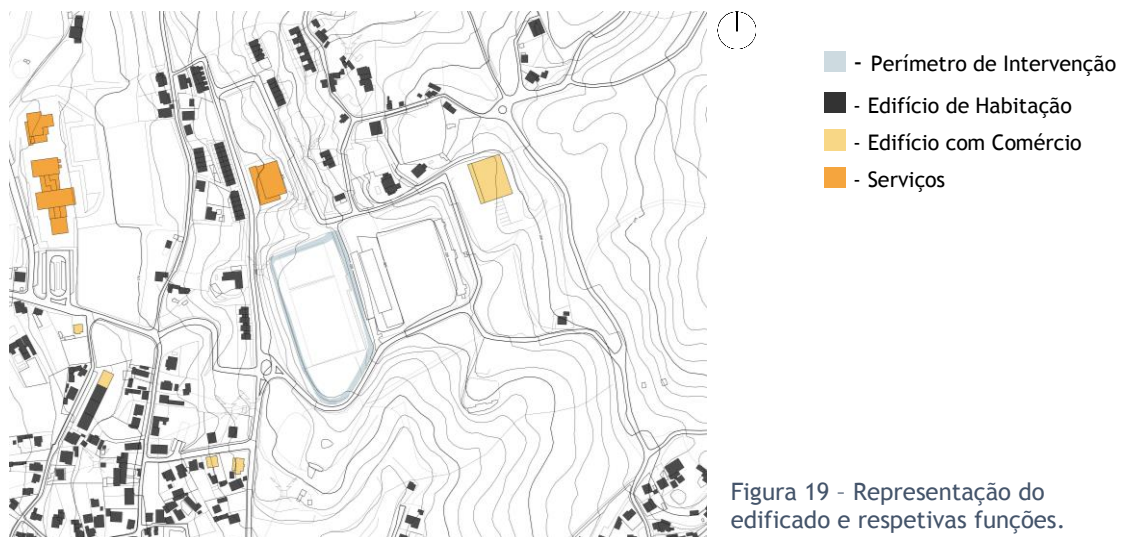 - Perímetro de Intervenção
- Edifício de Habitação
- Edifício com Comércio
- Serviços
Figura 19 - Representação do
edificado e respetivas funções.